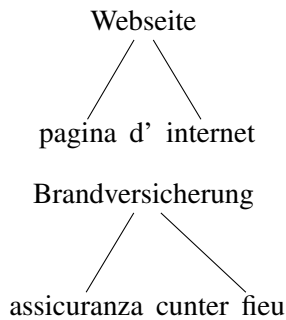 Webseite
pagina d' internet
Brandversicherung
assicuranza cunter fieu